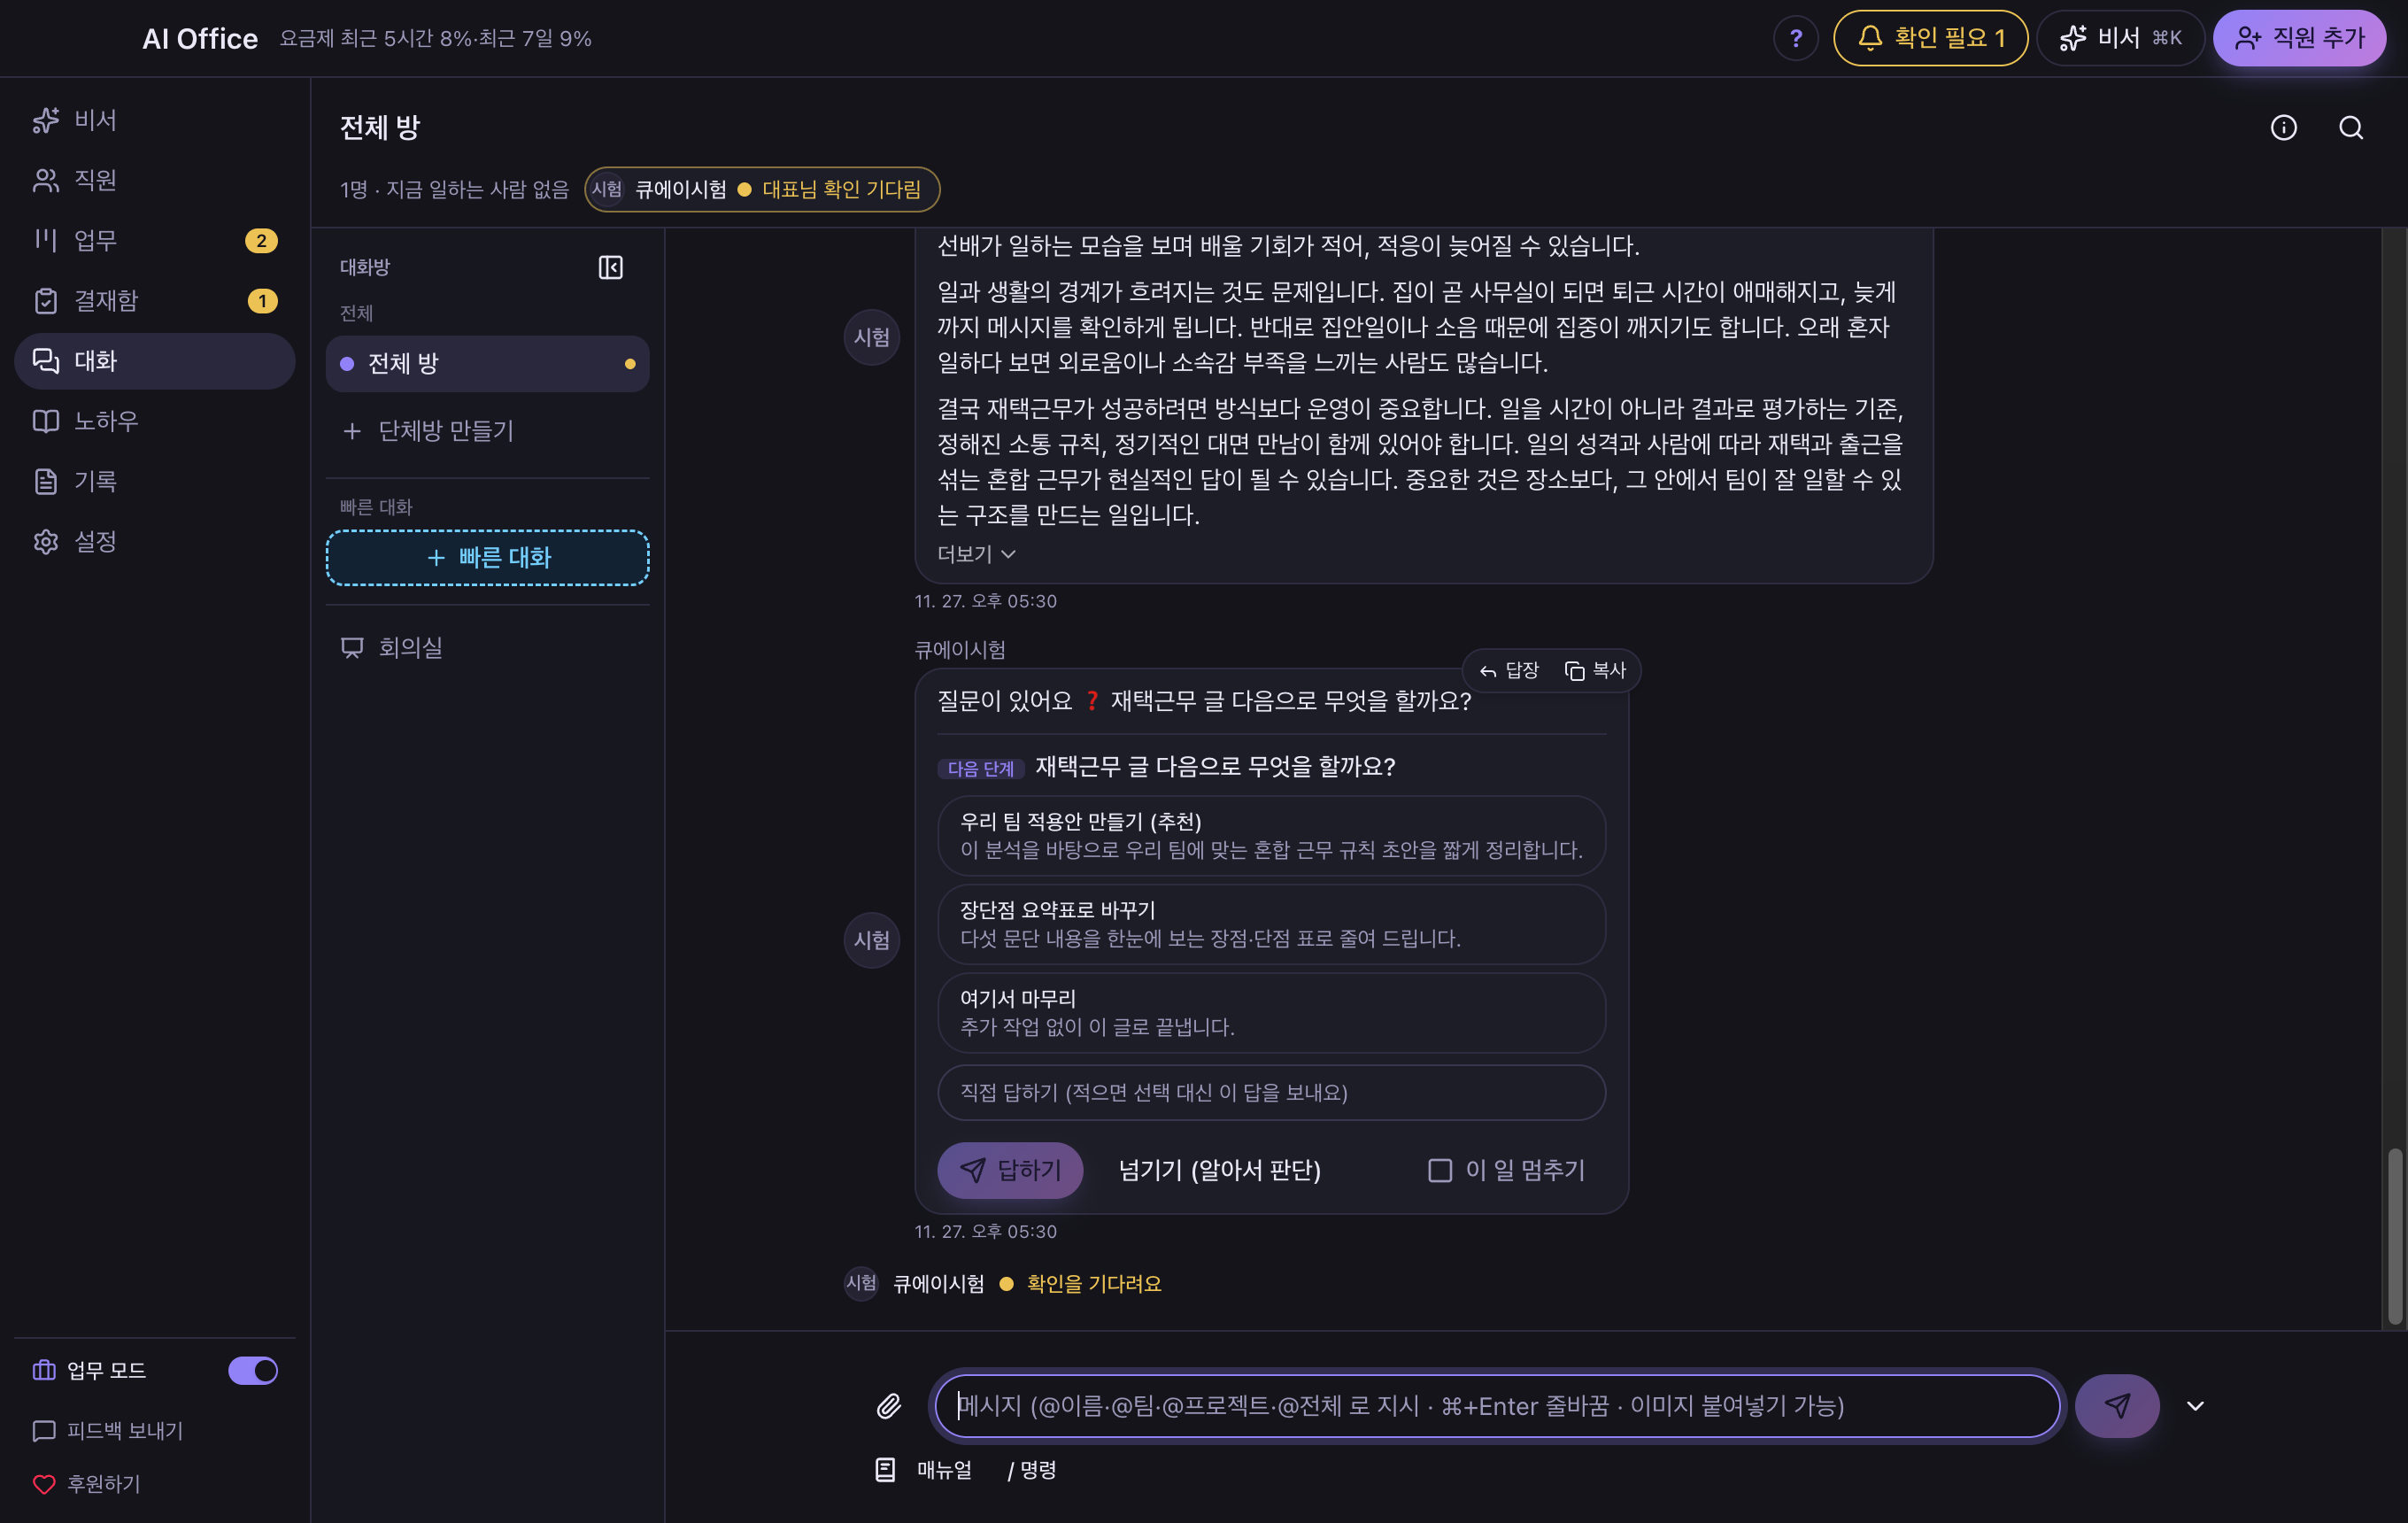 AI Office
요금제 최근 5시간 8%·최근 7일 9%
?
확인 필요 1
비서 ⌘K
직원 추가
비서
직원
업무 2
결재함 1
대화
노하우
기록
설정
업무 모드
피드백 보내기
후원하기
전체 방
1명 · 지금 일하는 사람 없음
시험 큐에이시험 대표님 확인 기다림
대화방
전체
전체 방
+ 단체방 만들기
빠른 대화
+ 빠른 대화
회의실
선배가 일하는 모습을 보며 배울 기회가 적어, 적응이 늦어질 수 있습니다.
일과 생활의 경계가 흐려지는 것도 문제입니다. 집이 곧 사무실이 되면 퇴근 시간이 애매해지고, 늦게
까지 메시지를 확인하게 됩니다. 반대로 집안일이나 소음 때문에 집중이 깨지기도 합니다. 오래 혼자
일하다 보면 외로움이나 소속감 부족을 느끼는 사람도 많습니다.
결국 재택근무가 성공하려면 방식보다 운영이 중요합니다. 일을 시간이 아니라 결과로 평가하는 기준,
정해진 소통 규칙, 정기적인 대면 만남이 함께 있어야 합니다. 일의 성격과 사람에 따라 재택과 출근을
섞는 혼합 근무가 현실적인 답이 될 수 있습니다. 중요한 것은 장소보다, 그 안에서 팀이 잘 일할 수 있
는 구조를 만드는 일입니다.
더보기
시험
11. 27. 오후 05:30
큐에이시험
답장 복사
질문이 있어요 ❓ 재택근무 글 다음으로 무엇을 할까요?
다음 단계 재택근무 글 다음으로 무엇을 할까요?
우리 팀 적용안 만들기 (추천)
이 분석을 바탕으로 우리 팀에 맞는 혼합 근무 규칙 초안을 짧게 정리합니다.
장단점 요약표로 바꾸기
다섯 문단 내용을 한눈에 보는 장점·단점 표로 줄여 드립니다.
여기서 마무리
추가 작업 없이 이 글로 끝냅니다.
직접 답하기 (적으면 선택 대신 이 답을 보내요)
답하기
넘기기 (알아서 판단)
이 일 멈추기
시험
11. 27. 오후 05:30
시험 큐에이시험 확인을 기다려요
메시지 (@이름·@팀·@프로젝트·@전체 로 지시 · ⌘+Enter 줄바꿈 · 이미지 붙여넣기 가능)
매뉴얼
/ 명령